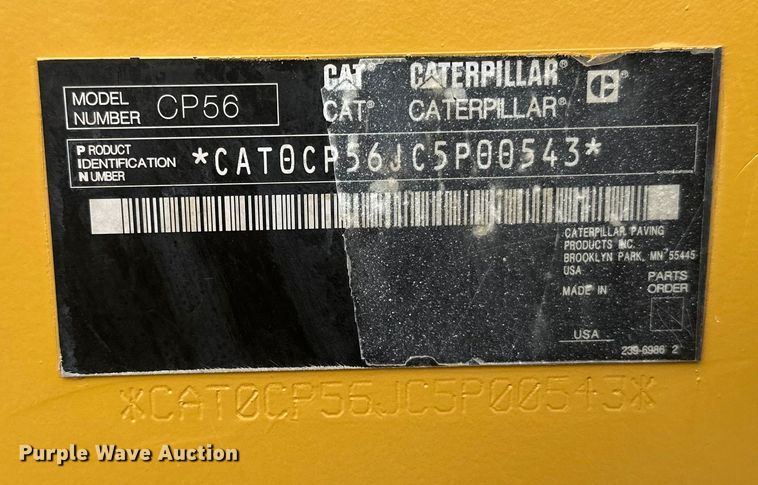 CAT® CATERPILLAR®
MODEL NUMBER CP56 CAT® CATERPILLAR®
PRODUCT IDENTIFICATION NUMBER *CAT0CP56JC5P00543*
CATERPILLAR PAVING
PRODUCTS INC.
BROOKLYN PARK, MN 55445
USA
MADE IN
USA
PARTS
ORDER
239-6986 2
*CAT0CP56JC5P00543*
Purple Wave Auction